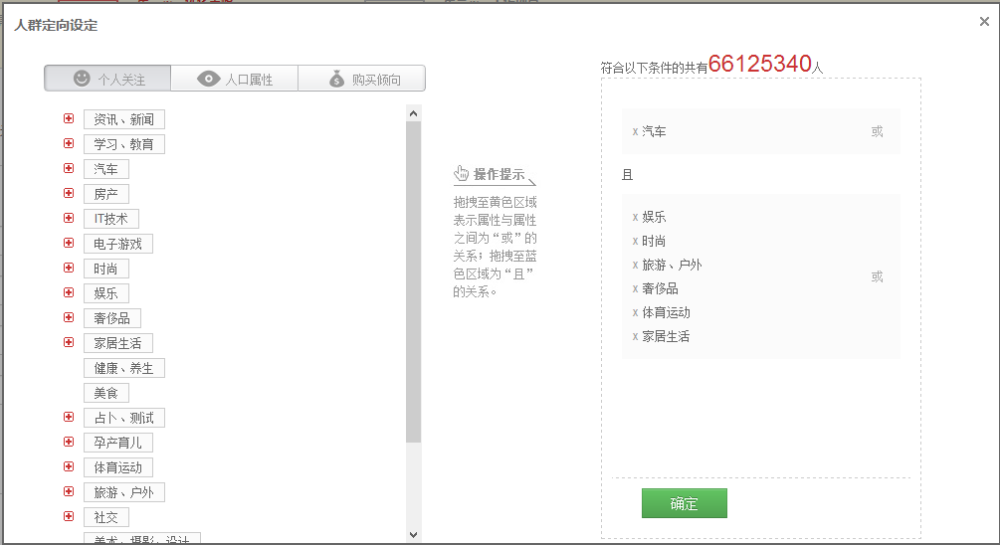 人群定向设定
个人关注
人口属性
购买倾向
资讯、新闻
学习、教育
汽车
房产
IT技术
电子游戏
时尚
娱乐
奢侈品
家居生活
健康、养生
美食
占卜、测试
孕产育儿
体育运动
旅游、户外
社交
美术、摄影、设计
操作提示
拖拽至黄色区域
表示属性与属性
之间为“或”的
关系；拖拽至蓝
色区域为“且”
的关系。
符合以下条件的共有66125340人
x 汽车
或
且
x 娱乐
x 时尚
x 旅游、户外
或
x 奢侈品
x 体育运动
x 家居生活
确定